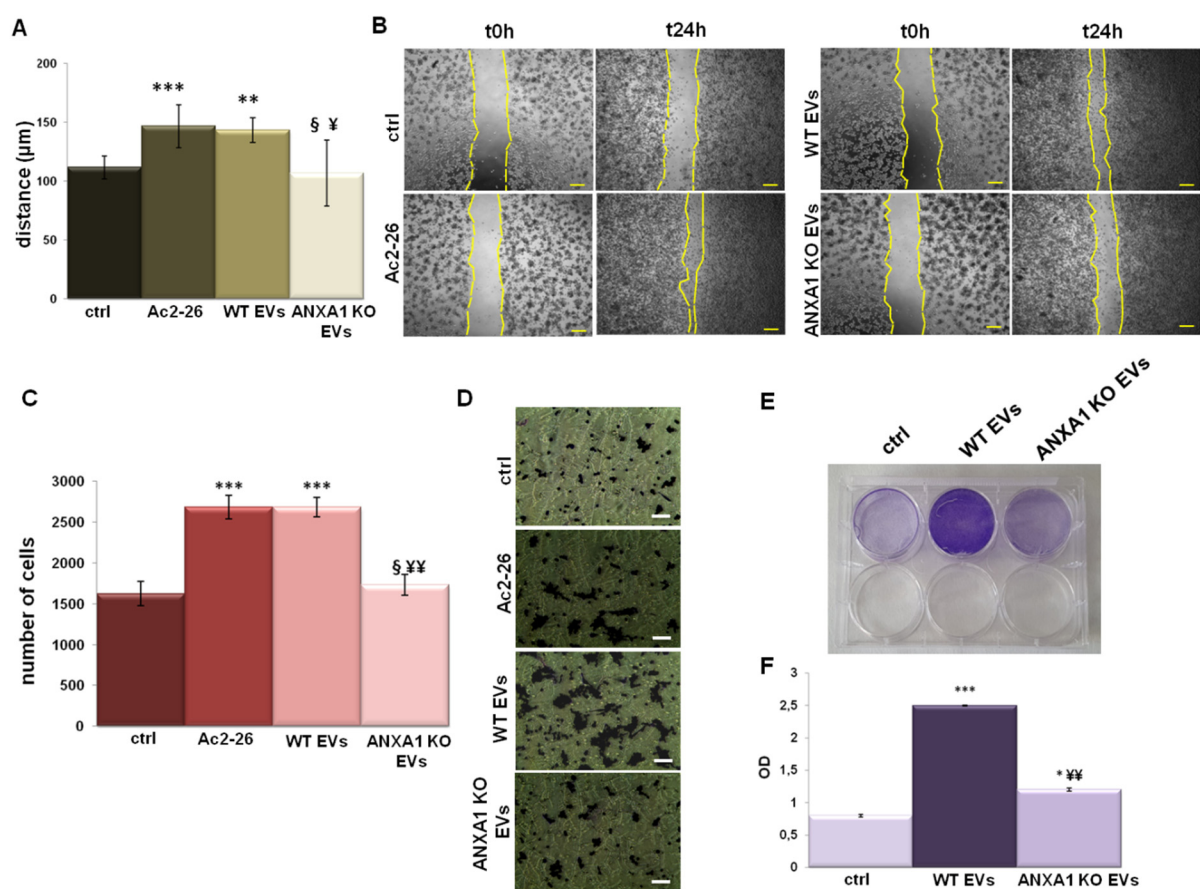 A
200
150
100
50
0
distance (µm)
***
**
§ ¥
ctrl
Ac2-26
WT EVs
ANXA1 KO
EVs
B
t0h
t24h
t0h
t24h
ctrl
Ac2-26
WT EVs
ANXA1 KO EVs
C
3000
2500
2000
1500
1000
500
0
number of cells
***
***
§ ¥¥
ctrl
Ac2-26
WT EVs
ANXA1 KO
EVs
D
ctrl
Ac2-26
WT EVs
ANXA1 KO
EVs
E
ctrl
WT EVs
ANXA1 KO EVs
F
3
2,5
2
1,5
1
0,5
0
OD
***
* ¥¥
ctrl
WT EVs
ANXA1 KO EVs